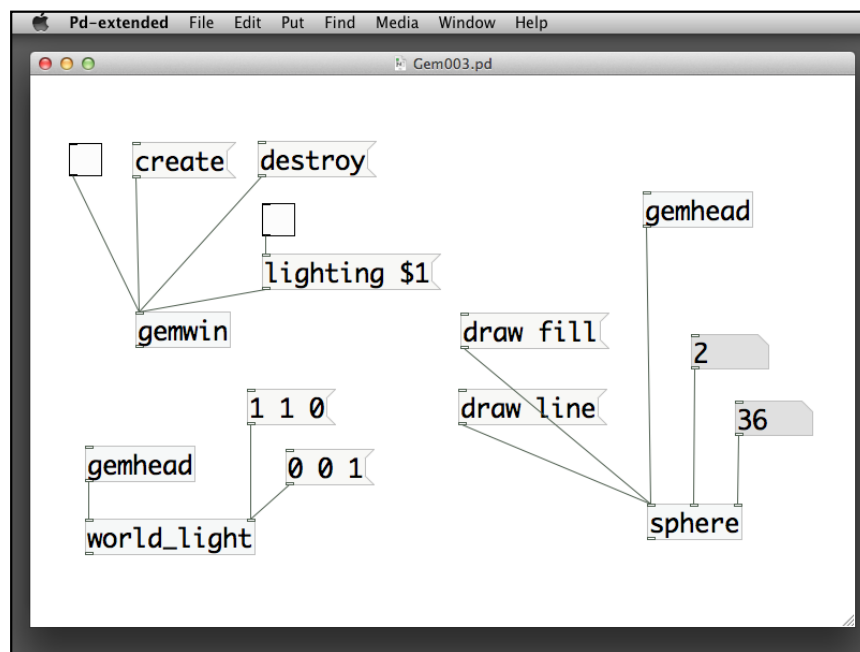 Pd-extended File Edit Put Find Media Window Help
Gem003.pd
create
destroy
gemhead
lighting $1
gemwin
draw fill
2
1 1 0
draw line
36
gemhead
0 0 1
world_light
sphere